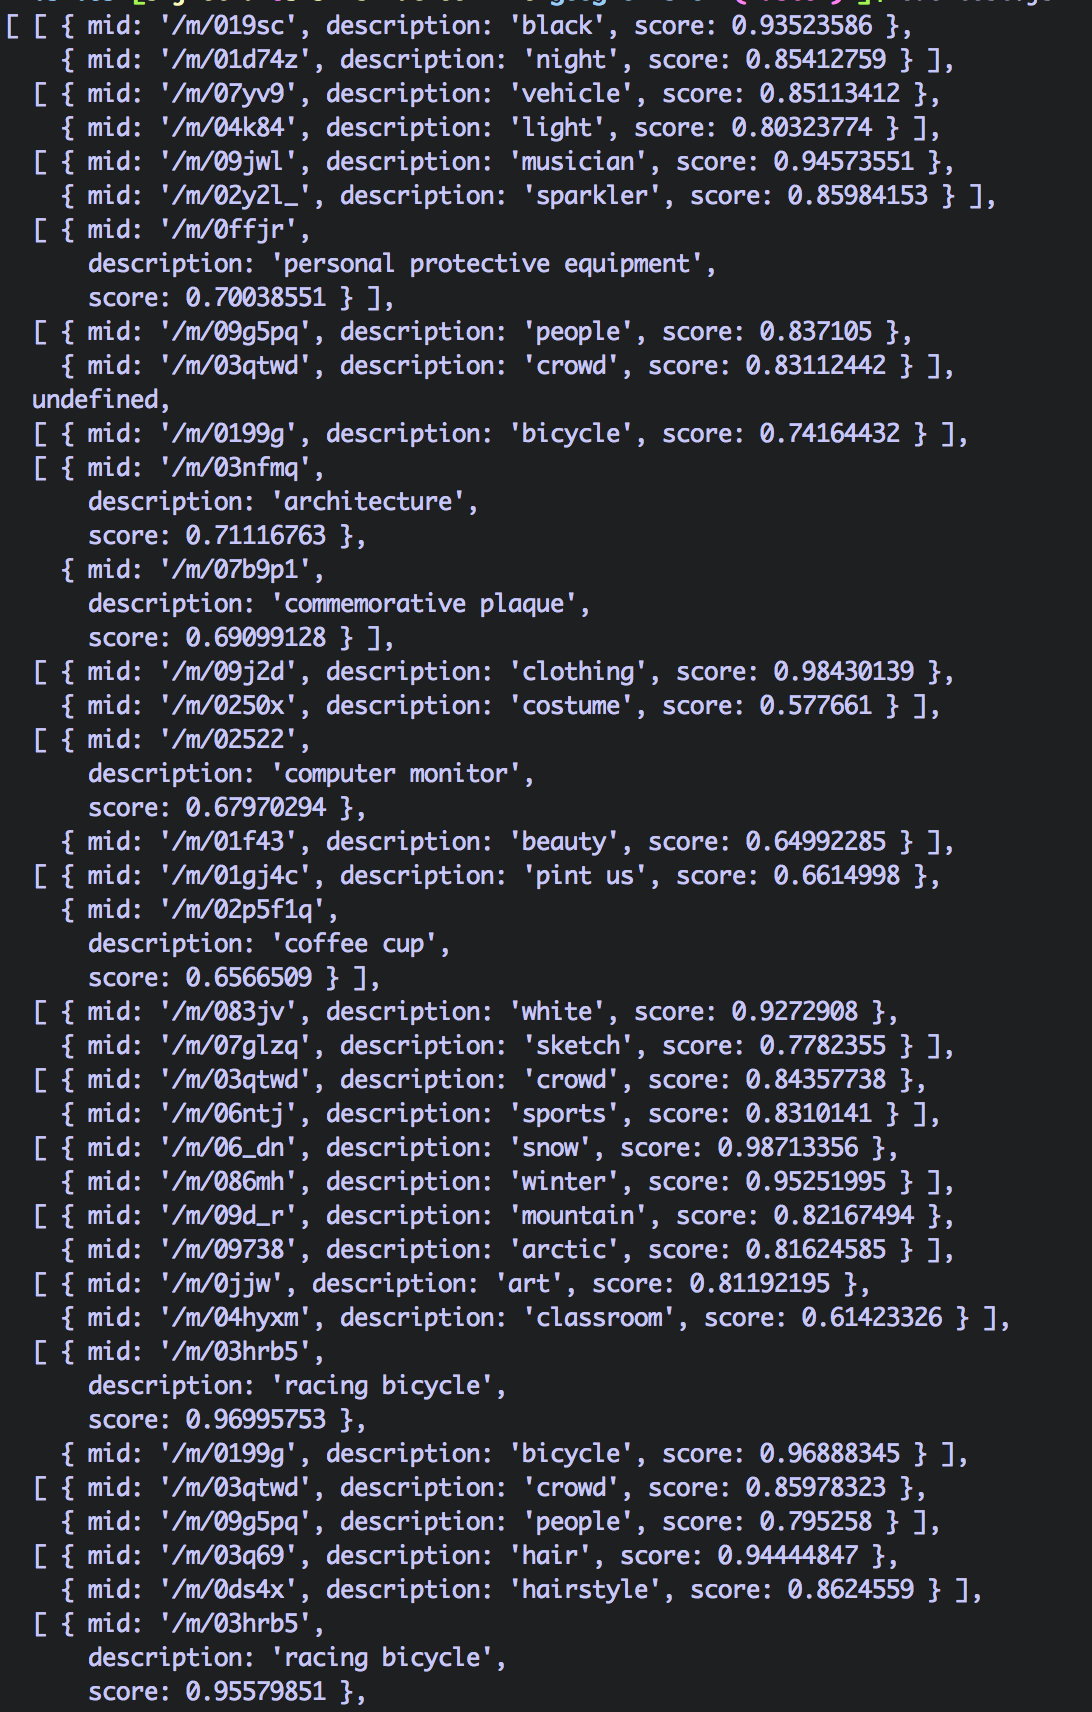 [ [ { mid: '/m/019sc', description: 'black', score: 0.93523586 },
{ mid: '/m/01d74z', description: 'night', score: 0.85412759 } ],
[ { mid: '/m/07yv9', description: 'vehicle', score: 0.85113412 },
{ mid: '/m/04k84', description: 'light', score: 0.80323774 } ],
[ { mid: '/m/09jwl', description: 'musician', score: 0.94573551 },
{ mid: '/m/02y2l_', description: 'sparkler', score: 0.85984153 } ],
[ { mid: '/m/0ffjr',
description: 'personal protective equipment',
score: 0.70038551 } ],
[ { mid: '/m/09g5pq', description: 'people', score: 0.837105 },
{ mid: '/m/03qtwd', description: 'crowd', score: 0.83112442 } ],
undefined,
[ { mid: '/m/0199g', description: 'bicycle', score: 0.74164432 } ],
[ { mid: '/m/03nfmq',
description: 'architecture',
score: 0.71116763 },
{ mid: '/m/07b9p1',
description: 'commemorative plaque',
score: 0.69099128 } ],
[ { mid: '/m/09j2d', description: 'clothing', score: 0.98430139 },
{ mid: '/m/0250x', description: 'costume', score: 0.577661 } ],
[ { mid: '/m/02522',
description: 'computer monitor',
score: 0.67970294 },
{ mid: '/m/01f43', description: 'beauty', score: 0.64992285 } ],
[ { mid: '/m/01gj4c', description: 'pint us', score: 0.6614998 },
{ mid: '/m/02p5f1q',
description: 'coffee cup',
score: 0.6566509 } ],
[ { mid: '/m/083jv', description: 'white', score: 0.9272908 },
{ mid: '/m/07glzq', description: 'sketch', score: 0.7782355 } ],
[ { mid: '/m/03qtwd', description: 'crowd', score: 0.84357738 },
{ mid: '/m/06ntj', description: 'sports', score: 0.8310141 } ],
[ { mid: '/m/06_dn', description: 'snow', score: 0.98713356 },
{ mid: '/m/086mh', description: 'winter', score: 0.95251995 } ],
[ { mid: '/m/09d_r', description: 'mountain', score: 0.82167494 },
{ mid: '/m/09738', description: 'arctic', score: 0.81624585 } ],
[ { mid: '/m/0jjw', description: 'art', score: 0.81192195 },
{ mid: '/m/04hyxm', description: 'classroom', score: 0.61423326 } ],
[ { mid: '/m/03hrb5',
description: 'racing bicycle',
score: 0.96995753 },
{ mid: '/m/0199g', description: 'bicycle', score: 0.96888345 } ],
[ { mid: '/m/03qtwd', description: 'crowd', score: 0.85978323 },
{ mid: '/m/09g5pq', description: 'people', score: 0.795258 } ],
[ { mid: '/m/03q69', description: 'hair', score: 0.94444847 },
{ mid: '/m/0ds4x', description: 'hairstyle', score: 0.8624559 } ],
[ { mid: '/m/03hrb5',
description: 'racing bicycle',
score: 0.95579851 },